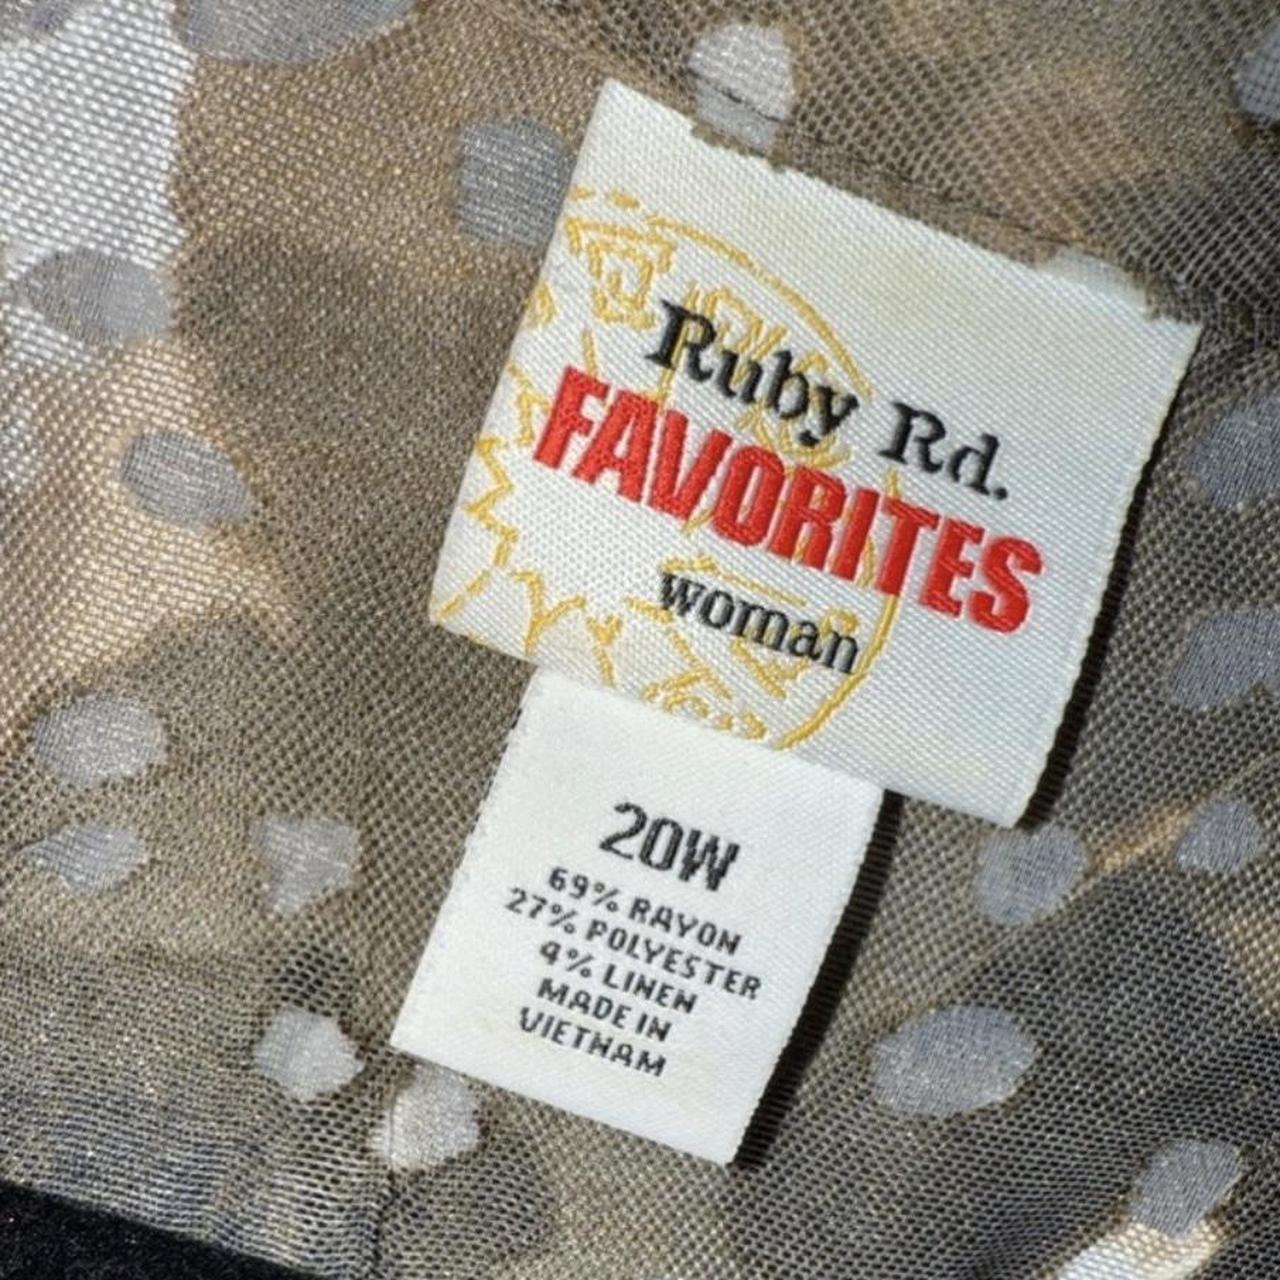 Ruby Rd.
FAVORITES
woman
20W
69% RAYON
27% POLYESTER
4% LINEN
MADE IN
VIETNAM